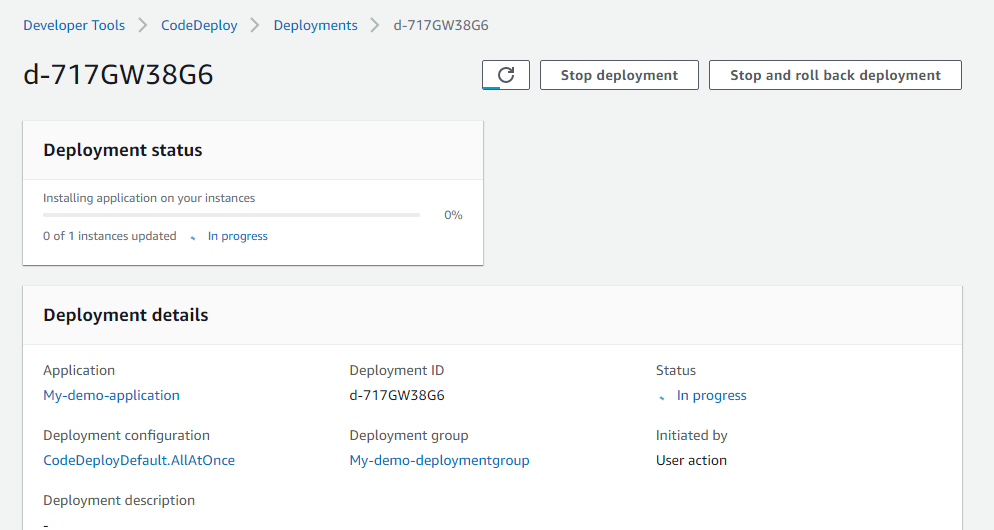 Developer Tools > CodeDeploy > Deployments > d-717GW38G6
d-717GW38G6
Stop deployment
Stop and roll back deployment
Deployment status
Installing application on your instances
0%
0 of 1 instances updated In progress
Deployment details
Application Deployment ID Status
My-demo-application d-717GW38G6 In progress
Deployment configuration Deployment group Initiated by
CodeDeployDefault.AllAtOnce My-demo-deploymentgroup User action
Deployment description
-